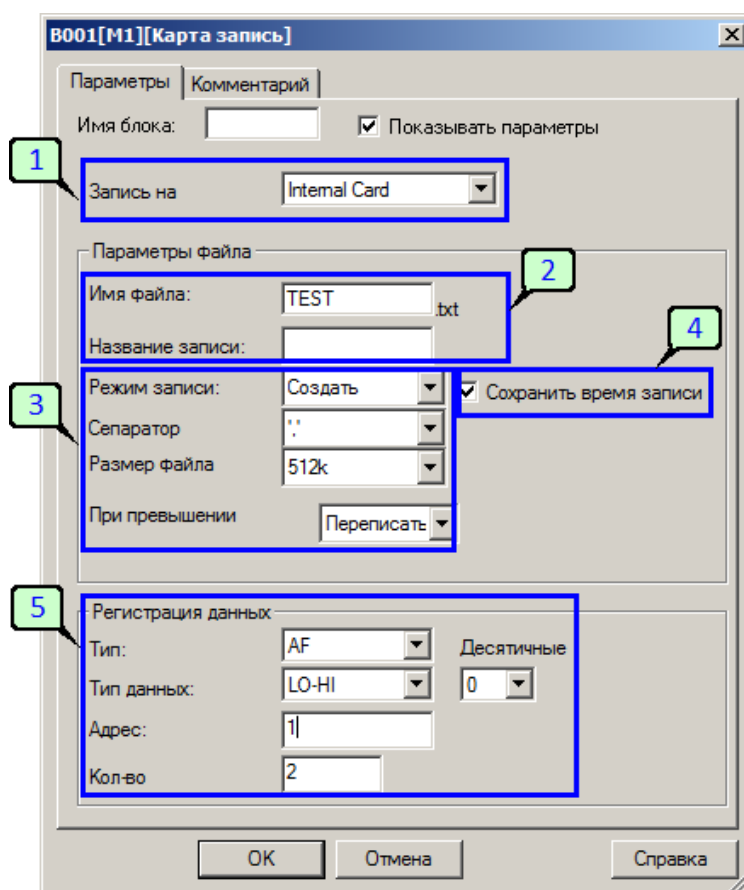 B001[M1][Карта запись]
Параметры Комментарий
Имя блока: Показывать параметры
1
Запись на Internal Card
Параметры файла
2
Имя файла: TEST .txt
Название записи:
4
3
Режим записи: Создать Сохранить время записи
Сепаратор ','
Размер файла 512k
При превышении Переписать
5
Регистрация данных
Тип: AF Десятичные
Тип данных: LO-HI 0
Адрес: 1
Кол-во 2
OK Отмена Справка